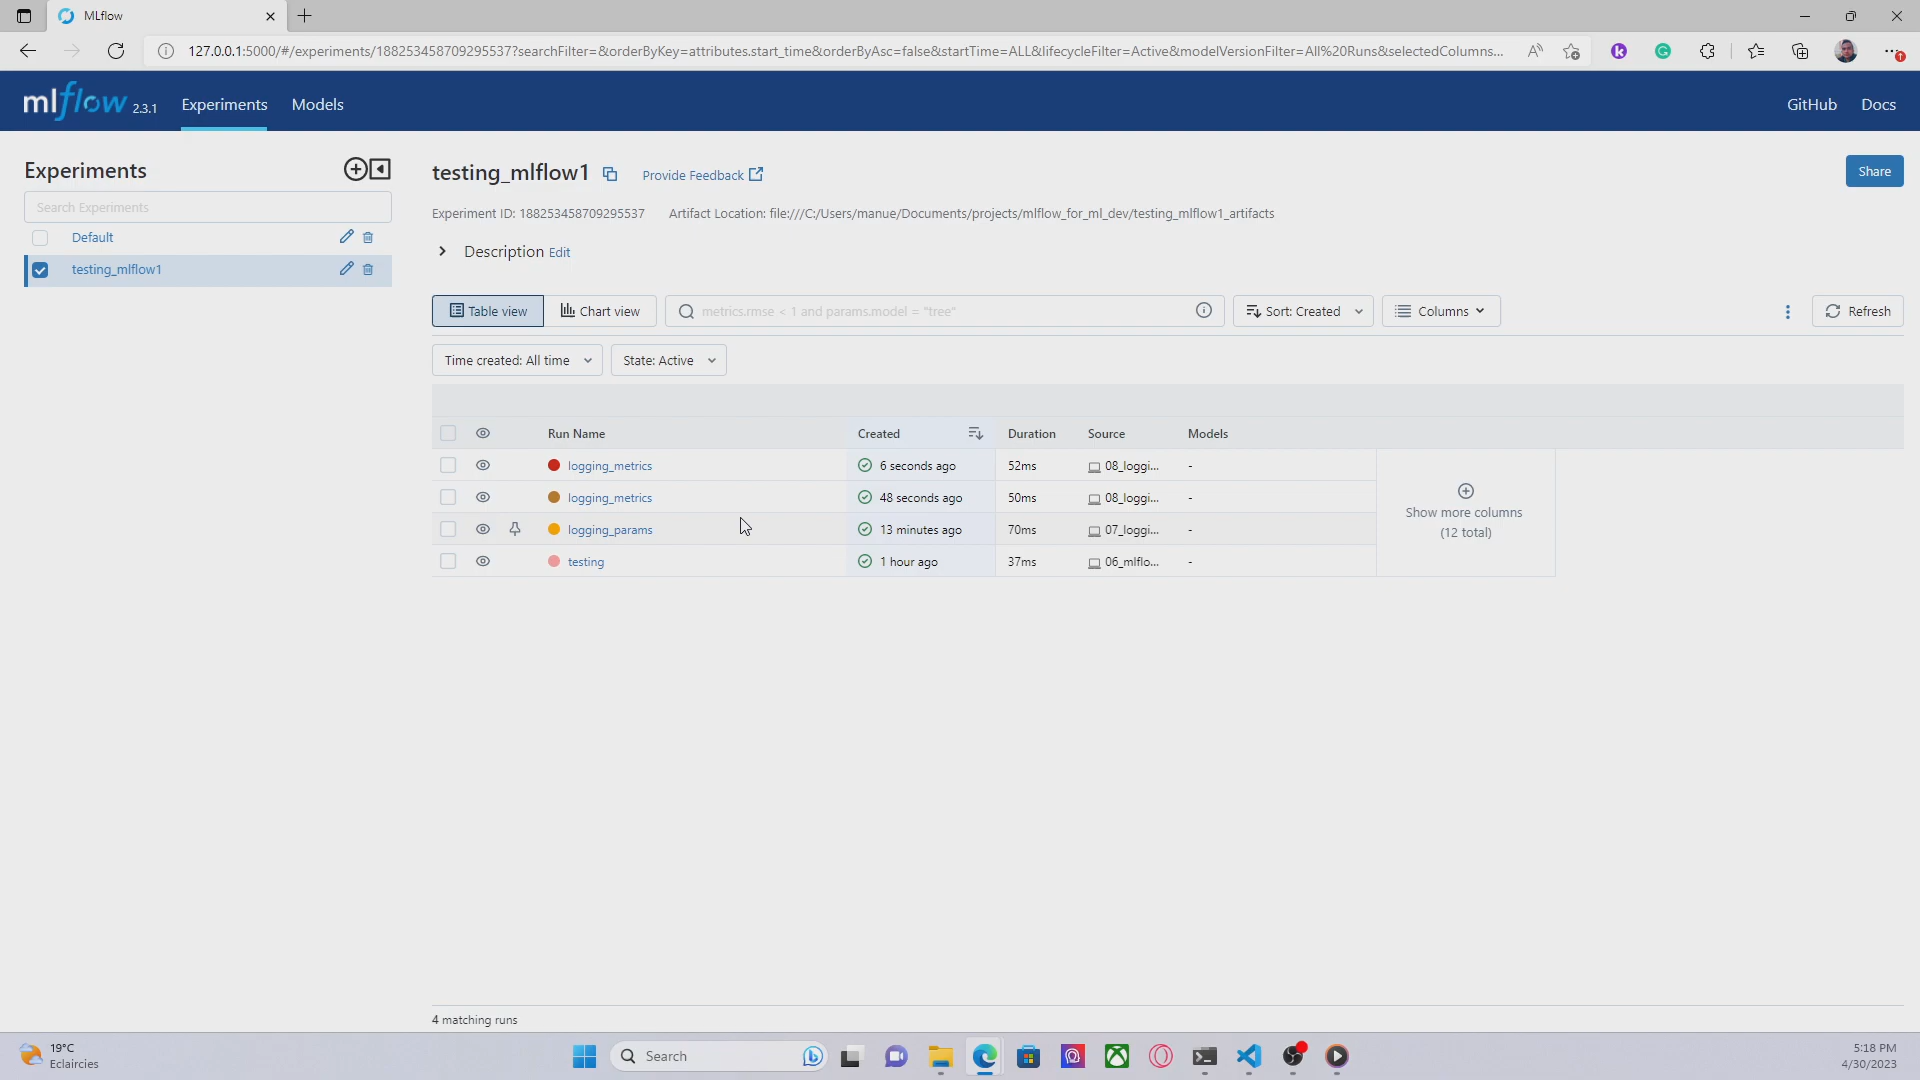 MLflow
127.0.0.1:5000/#/experiments/188253458709295537?searchFilter=&orderByKey=attributes.start_time&orderByAsc=false&startTime=ALL&lifecycleFilter=Active&modelVersionFilter=All%20Runs&selectedColumns...
mlflow 2.3.1 Experiments Models GitHub Docs
Experiments
Search Experiments
Default
testing_mlflow1
testing_mlflow1 Provide Feedback Share
Experiment ID: 188253458709295537 Artifact Location: file:///C:/Users/manue/Documents/projects/mlflow_for_ml_dev/testing_mlflow1_artifacts
Description Edit
Table view Chart view metrics.rmse < 1 and params.model = "tree" Sort: Created Columns Refresh
Time created: All time State: Active
Run Name Created Duration Source Models
logging_metrics 6 seconds ago 52ms 08_loggi... -
logging_metrics 48 seconds ago 50ms 08_loggi... -
logging_params 13 minutes ago 70ms 07_loggi... -
testing 1 hour ago 37ms 06_mlflo... -
Show more columns
(12 total)
4 matching runs
19°C
Eclaircies
Search
5:18 PM
4/30/2023